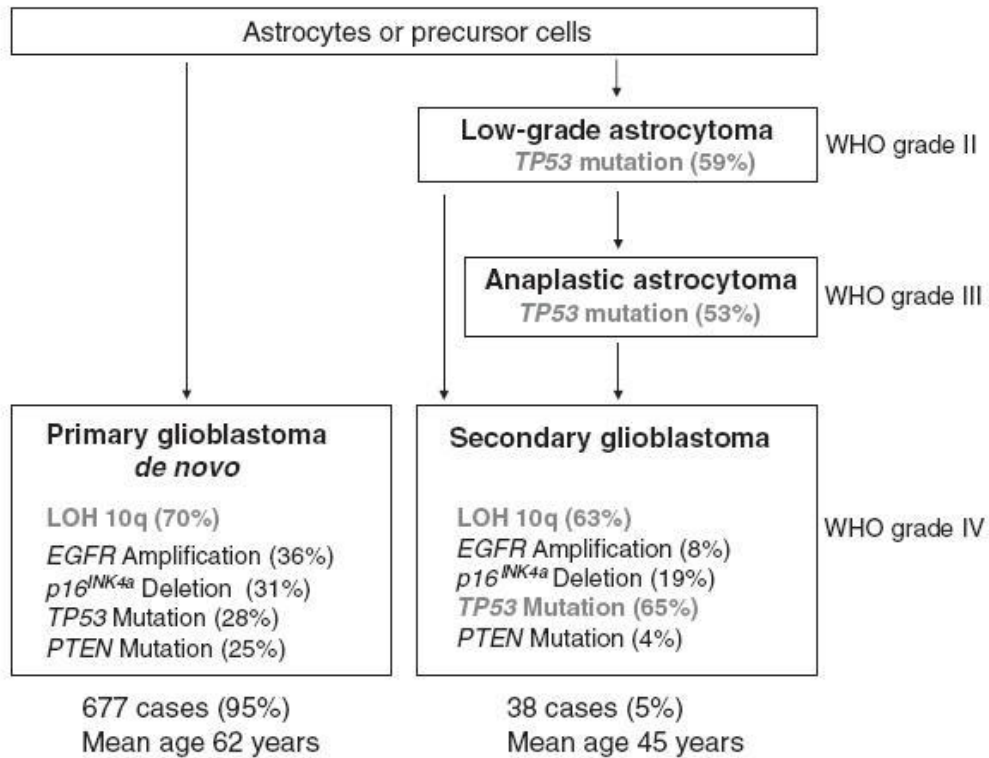 Astrocytes or precursor cells
Low-grade astrocytoma
TP53 mutation (59%)
WHO grade II
Anaplastic astrocytoma
TP53 mutation (53%)
WHO grade III
Primary glioblastoma
de novo
LOH 10q (70%)
EGFR Amplification (36%)
p16INK4a Deletion (31%)
TP53 Mutation (28%)
PTEN Mutation (25%)
Secondary glioblastoma
LOH 10q (63%)
EGFR Amplification (8%)
p16INK4a Deletion (19%)
TP53 Mutation (65%)
PTEN Mutation (4%)
WHO grade IV
677 cases (95%)
Mean age 62 years
38 cases (5%)
Mean age 45 years